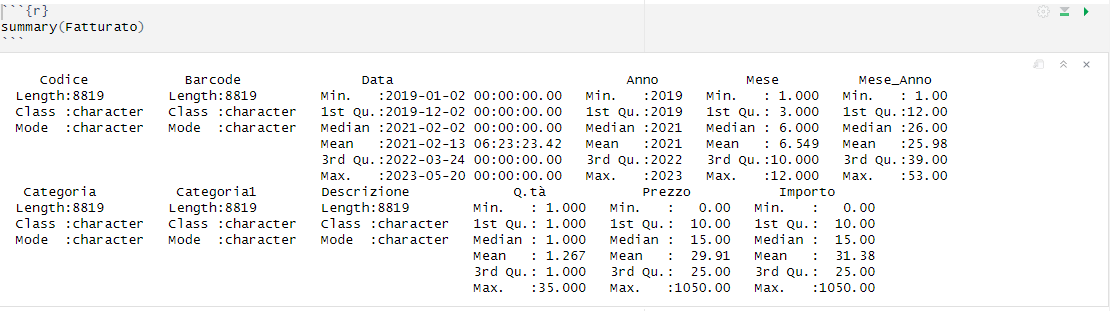 ```{r}
summary(Fatturato)
```
    Codice            Barcode               Data                             Anno           Mese          Mese_Anno
 Length:8819        Length:8819        Min.   :2019-01-02 00:00:00.00   Min.   :2019   Min.   : 1.000   Min.   : 1.00
 Class :character   Class :character   1st Qu.:2019-12-02 00:00:00.00   1st Qu.:2019   1st Qu.: 3.000   1st Qu.:12.00
 Mode  :character   Mode  :character   Median :2021-02-02 00:00:00.00   Median :2021   Median : 6.000   Median :26.00
                                       Mean   :2021-02-13 06:23:23.42   Mean   :2021   Mean   : 6.549   Mean   :25.98
                                       3rd Qu.:2022-03-24 00:00:00.00   3rd Qu.:2022   3rd Qu.:10.000   3rd Qu.:39.00
                                       Max.   :2023-05-20 00:00:00.00   Max.   :2023   Max.   :12.000   Max.   :53.00
  Categoria          Categoria1        Descrizione             Q.tà            Prezzo           Importo
 Length:8819        Length:8819        Length:8819        Min.   : 1.000   Min.   :   0.00   Min.   :   0.00
 Class :character   Class :character   Class :character   1st Qu.: 1.000   1st Qu.:  10.00   1st Qu.:  10.00
 Mode  :character   Mode  :character   Mode  :character   Median : 1.000   Median :  15.00   Median :  15.00
                                                          Mean   : 1.267   Mean   :  29.91   Mean   :  31.38
                                                          3rd Qu.: 1.000   3rd Qu.:  25.00   3rd Qu.:  25.00
                                                          Max.   :35.000   Max.   :1050.00   Max.   :1050.00